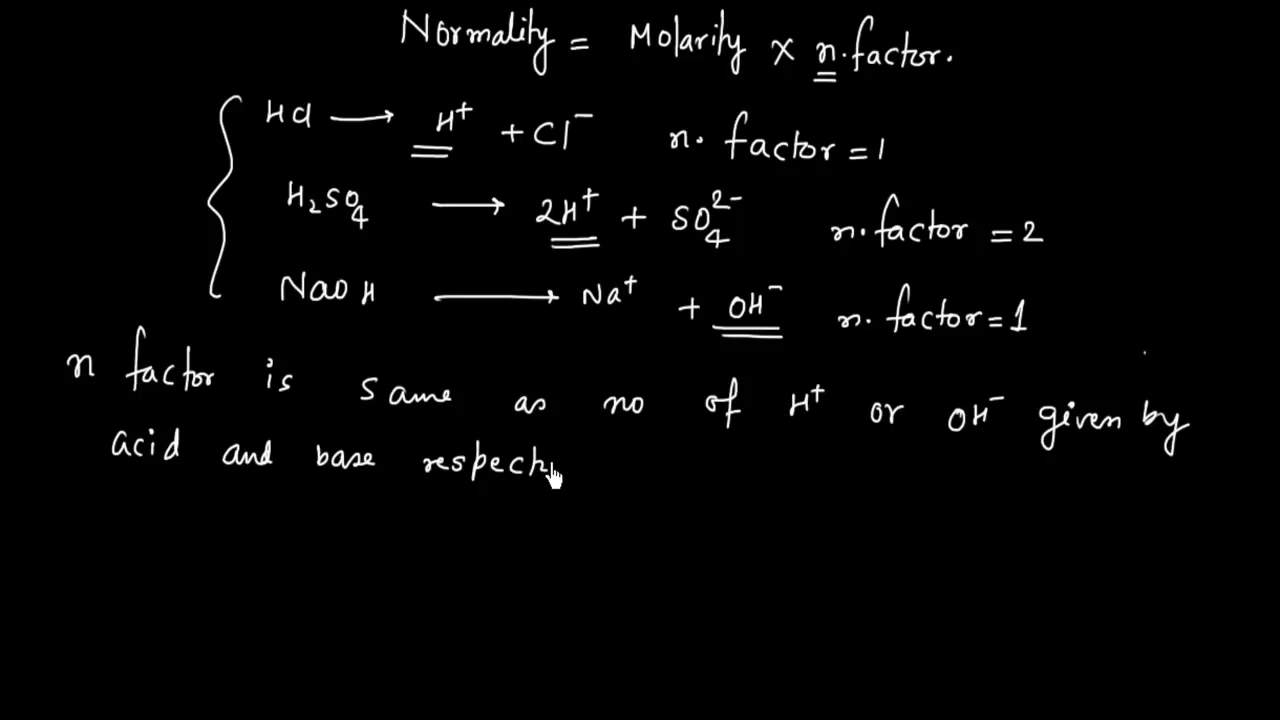 Normality = Molarity × n.factor.
HCl → H⁺ + Cl⁻ n. factor = 1
H₂SO₄ → 2H⁺ + SO₄²⁻ n.factor = 2
NaOH → Na⁺ + OH⁻ n. factor = 1
n factor is same as no of H⁺ or OH⁻ given by
acid and base respecti